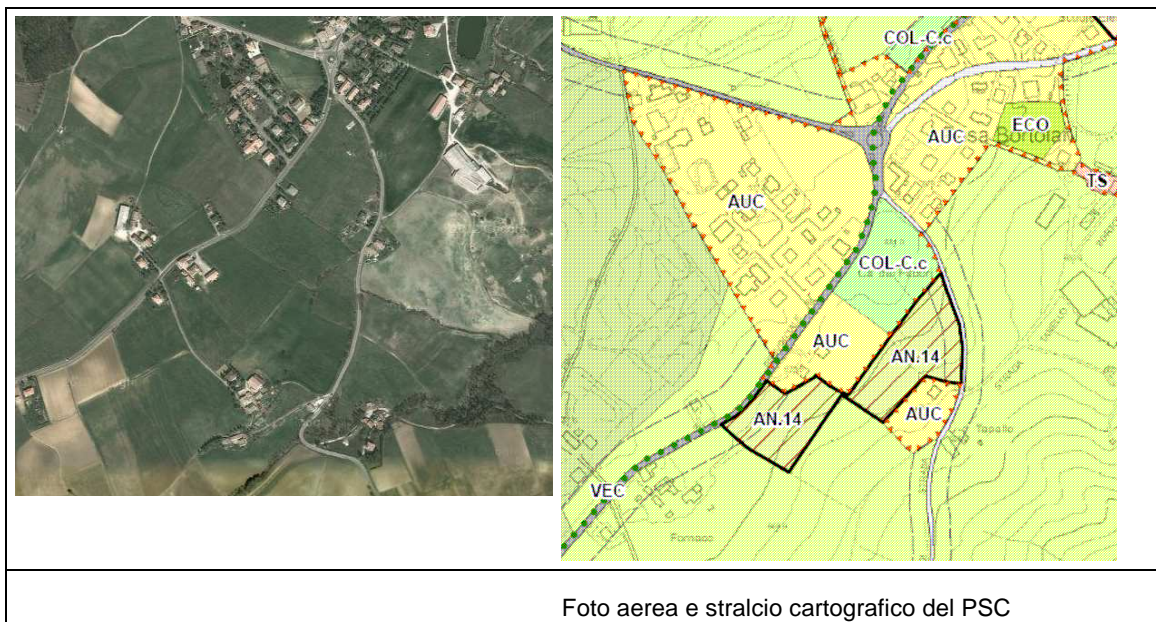 COL-C.c
AUC
ECO
TS
AUC
COL-C.c
AUC
AN.14
AUC
AN.14
VEC
Fornace
Foto aerea e stralcio cartografico del PSC